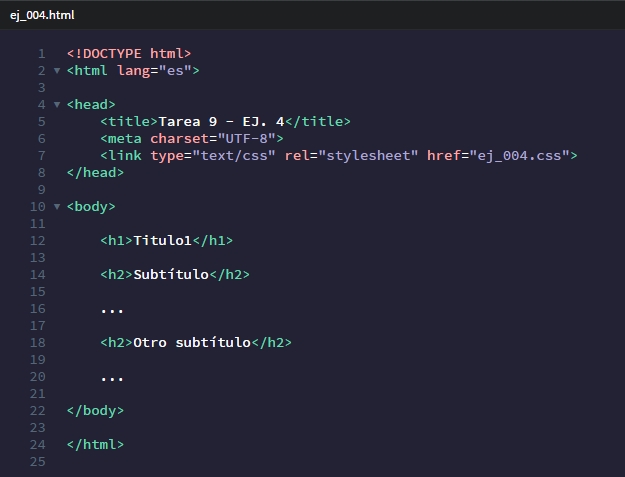 ej_004.html
1 <!DOCTYPE html>
2 <html lang="es">
3
4 <head>
5 <title>Tarea 9 - EJ. 4</title>
6 <meta charset="UTF-8">
7 <link type="text/css" rel="stylesheet" href="ej_004.css">
8 </head>
9
10 <body>
11
12 <h1>Titulo1</h1>
13
14 <h2>Subtítulo</h2>
15
16 ...
17
18 <h2>Otro subtítulo</h2>
19
20 ...
21
22 </body>
23
24 </html>
25